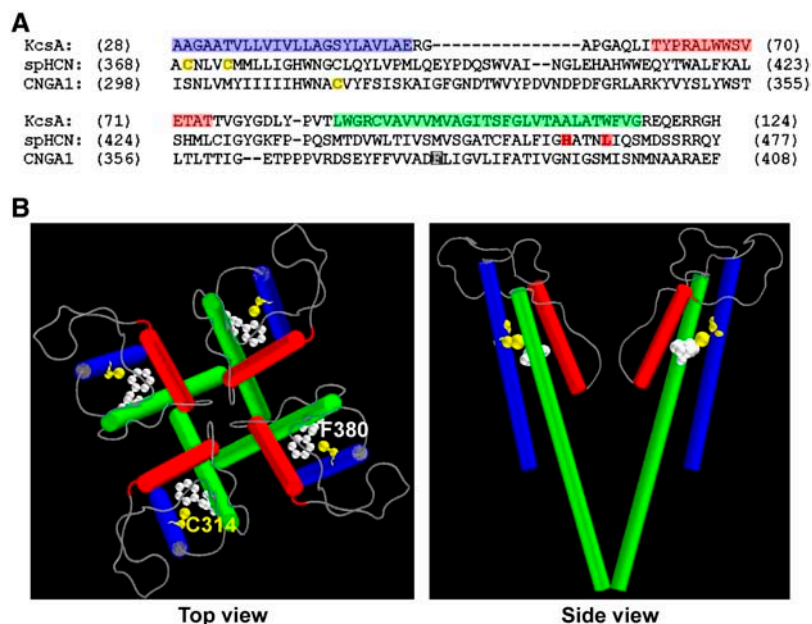 A
KcsA: (28) AAGAATVLLVIVLLAGSYLAVLAERG---------------APGAQLITYPRALWWSV (70)
spHCN: (368) ACNLVCMMLLIGHWNGCLQYLVPMLQEYPDQSWVAI--NGLEHAHWWEQYTWALFKAL (423)
CNGA1: (298) ISNLVMYIIIIIHWNACVYFSISKAIGFGNDTWVYPDVNDPDFGRLARKYVYSLYWST (355)
KcsA: (71) ETATTVGYGDLY-PVTLWGRCVAVVVMVAGITSFGLVTAALATWFVGREQERRGH (124)
spHCN: (424) SHMLCIGYGKFP-PQSMTDVWLTIVSMVSGATCFALFIGHATNLIQSMDSSRRQY (477)
CNGA1 (356) LTLTTIG--ETPPPVRDSEYFFVVADFLIGVLIFATIVGNIGSMISNMNAARAEF (408)
B
F380
C314
Top view
Side view